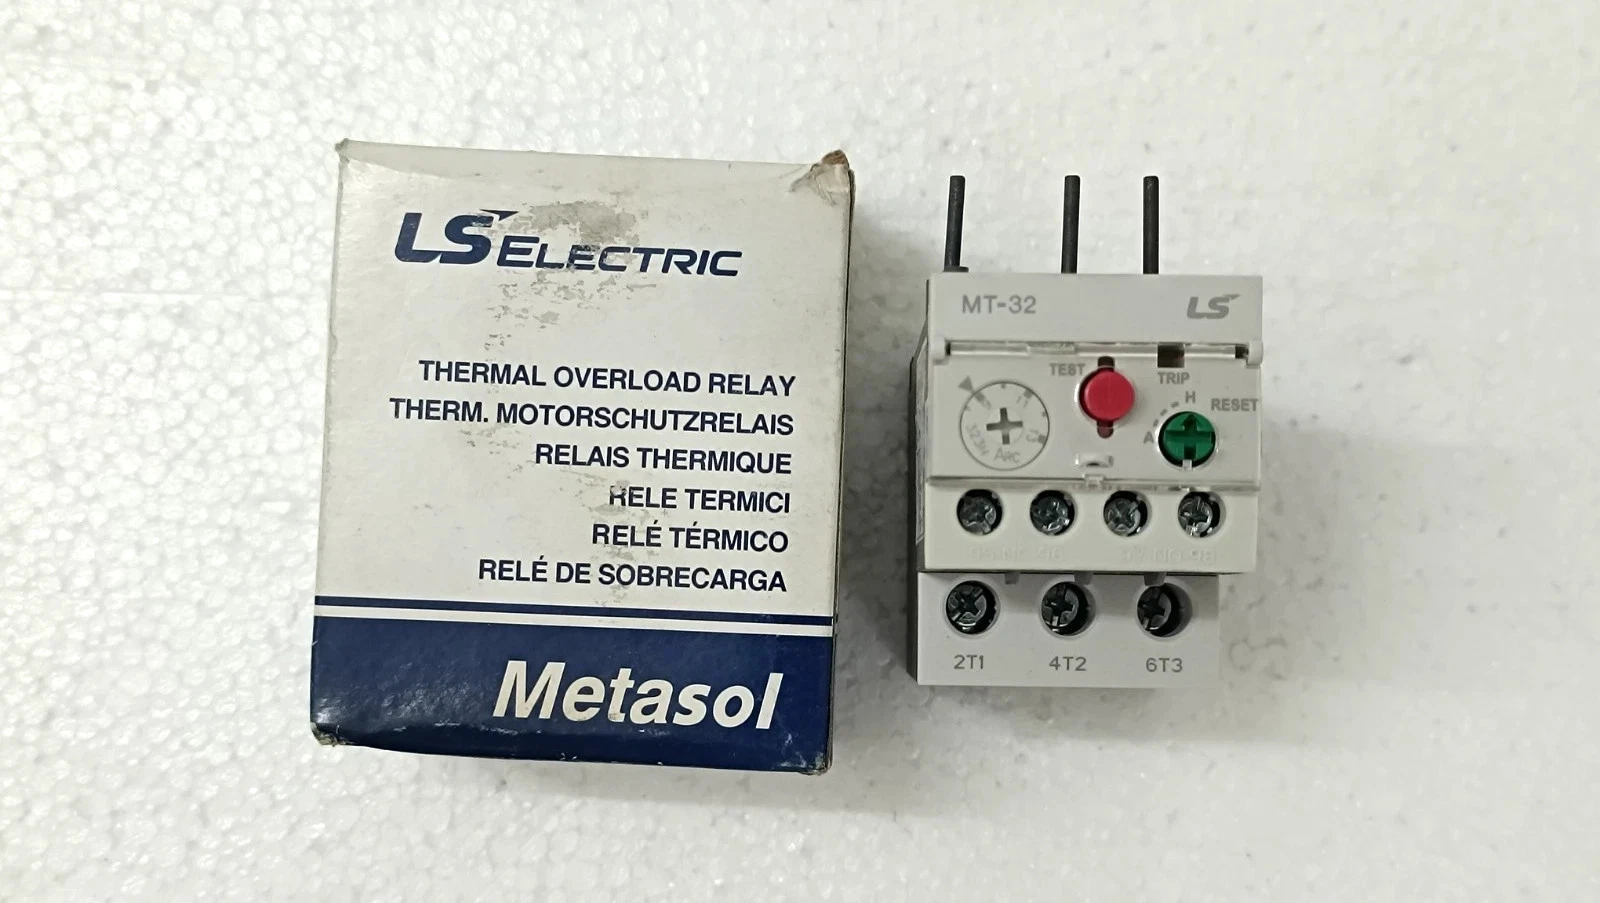 LS ELECTRIC
THERMAL OVERLOAD RELAY
THERM. MOTORSCHUTZRELAIS
RELAIS THERMIQUE
RELE TERMICI
RELÉ TÉRMICO
RELÉ DE SOBRECARGA
Metasol
MT-32 LS
TEST
TRIP
H
RESET
A
2T1 4T2 6T3